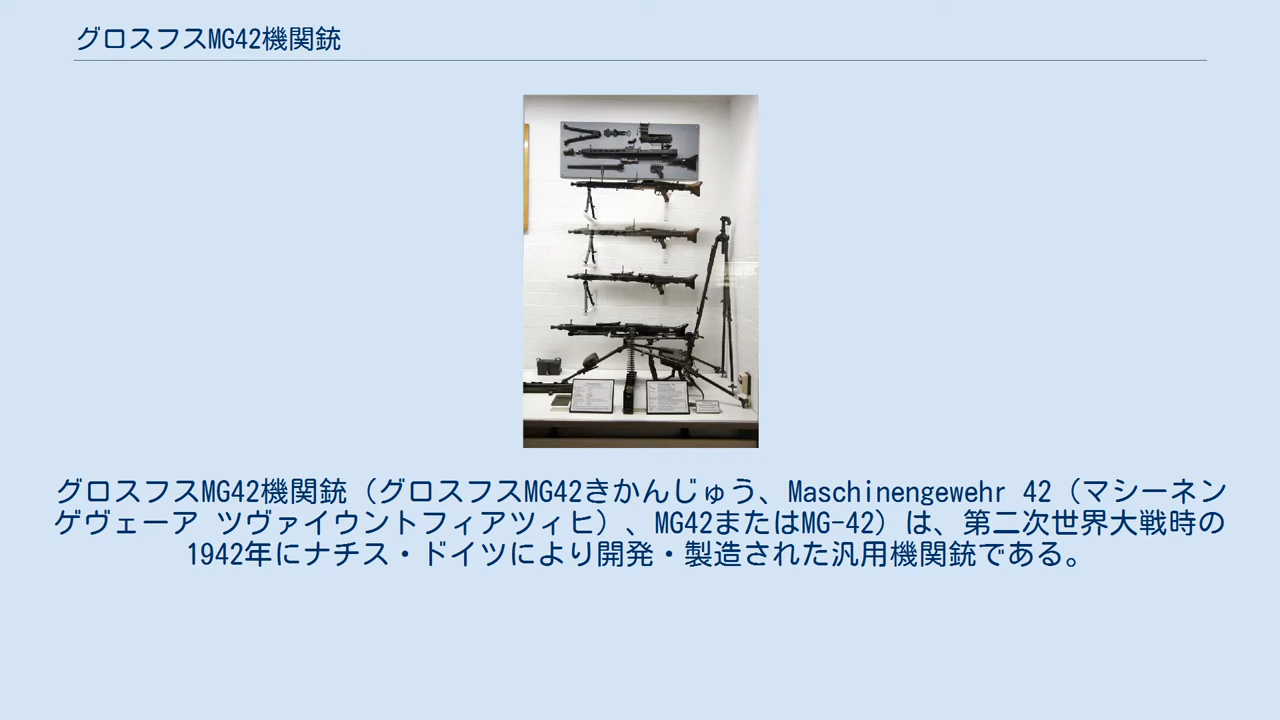 グロスフスMG42機関銃
グロスフスMG42機関銃（グロスフスMG42きかんじゅう、Maschinengewehr 42（マシーネン
ゲヴェーア ツヴァイウントフィアツィヒ）、MG42またはMG-42）は、第二次世界大戦時の
1942年にナチス・ドイツにより開発・製造された汎用機関銃である。